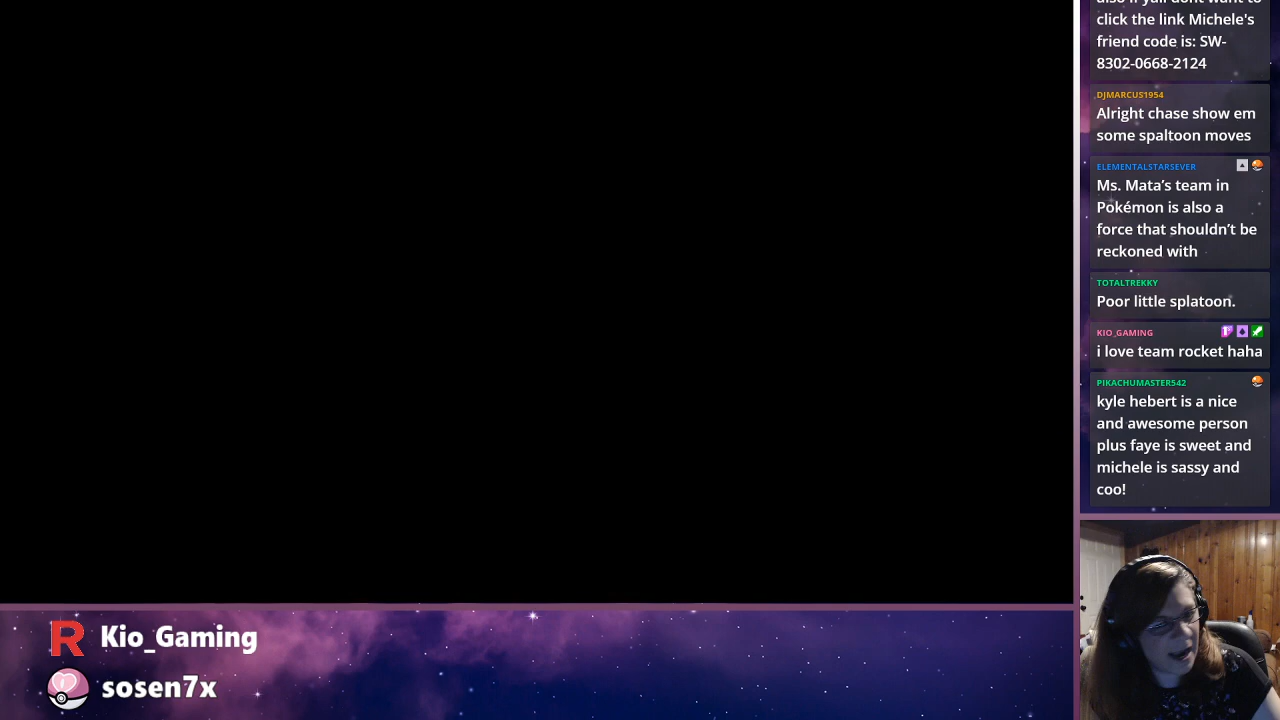 also if yall dont want to
click the link Michele's
friend code is: SW-
8302-0668-2124
DJMARCUS1954
Alright chase show em
some spaltoon moves
ELEMENTALSTARSEVER
Ms. Mata's team in
Pokémon is also a
force that shouldn't be
reckoned with
TOTALTREKKY
Poor little splatoon.
KIO_GAMING
i love team rocket haha
PIKACHUMASTER542
kyle hebert is a nice
and awesome person
plus faye is sweet and
michele is sassy and
coo!
R Kio_Gaming
sosen7x